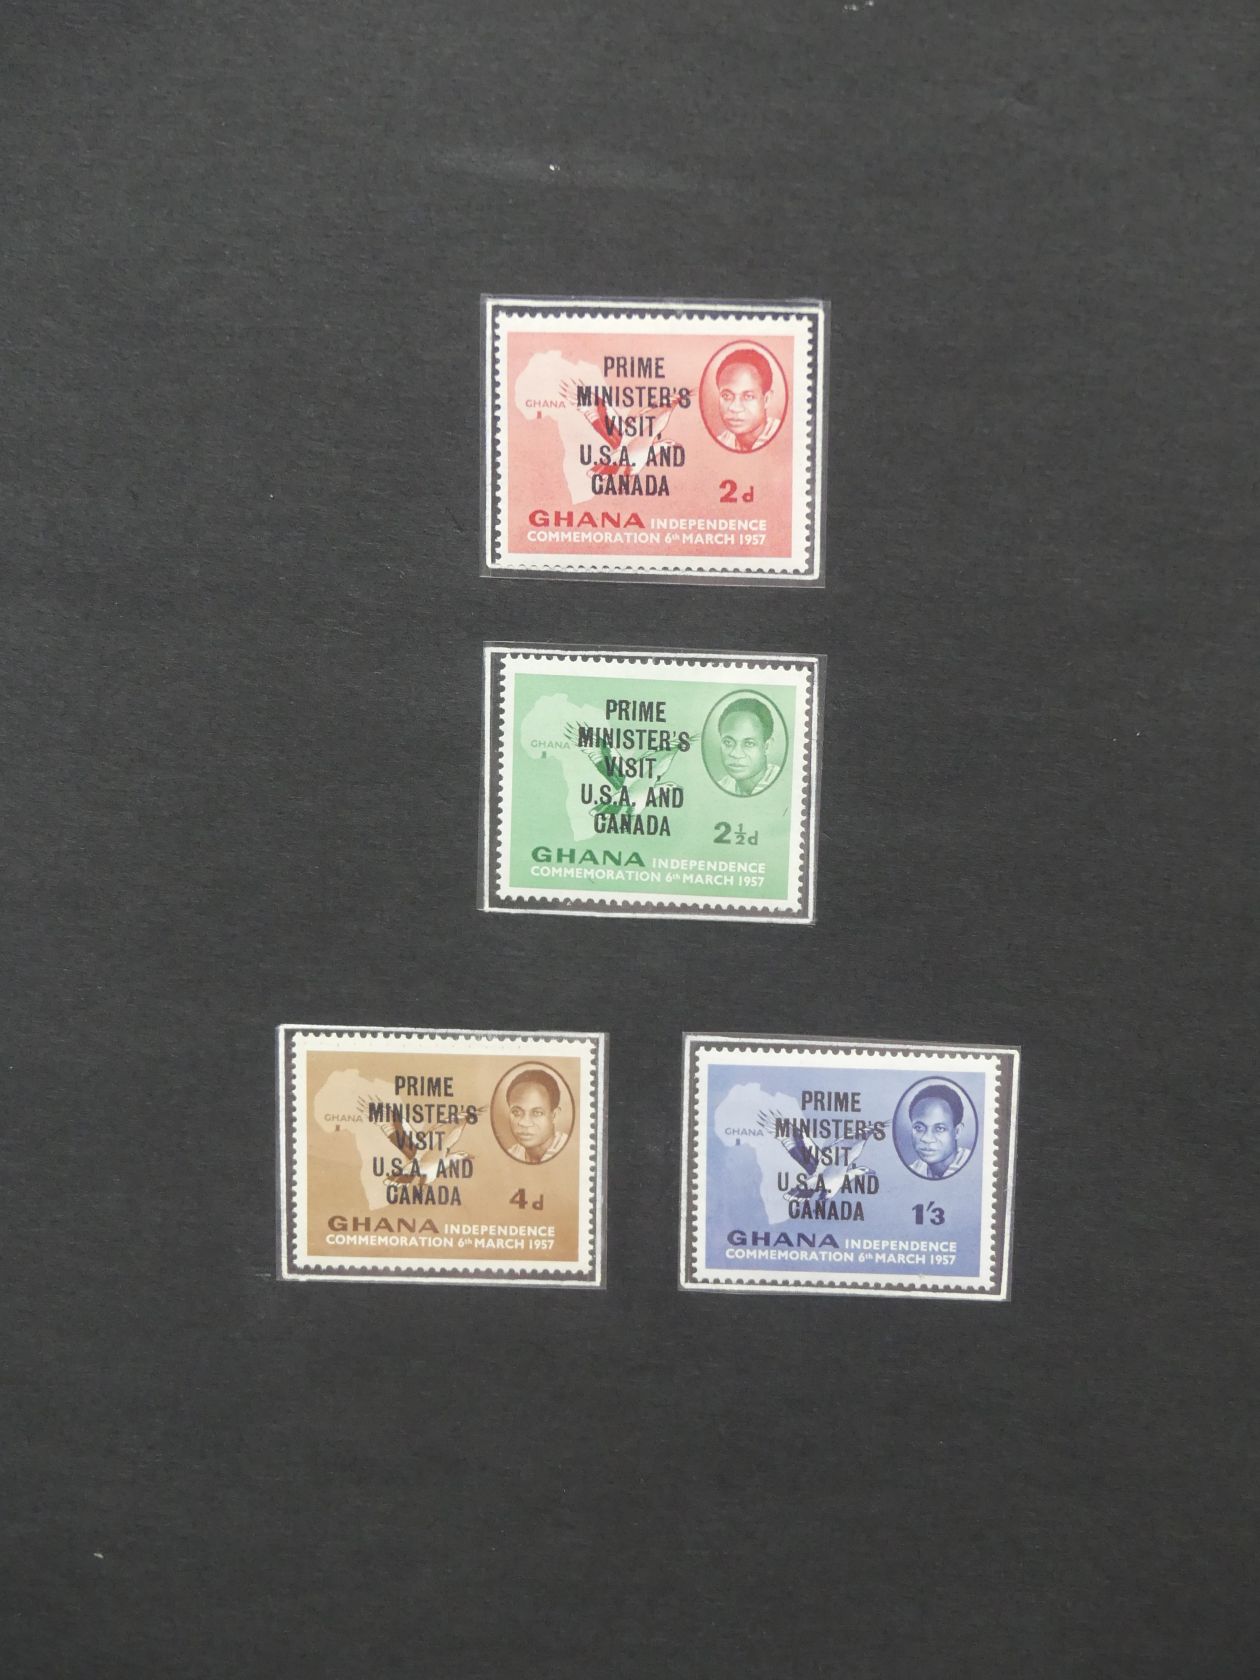 PRIME
MINISTER'S
VISIT,
U.S.A. AND
CANADA
GHANA
2d
GHANA INDEPENDENCE
COMMEMORATION 6th MARCH 1957
PRIME
MINISTER'S
VISIT,
U.S.A. AND
CANADA
GHANA
2½d
GHANA INDEPENDENCE
COMMEMORATION 6th MARCH 1957
PRIME
MINISTER'S
VISIT,
U.S.A. AND
CANADA
GHANA
4d
GHANA INDEPENDENCE
COMMEMORATION 6th MARCH 1957
PRIME
MINISTER'S
VISIT,
U.S.A. AND
CANADA
GHANA
1'3
GHANA INDEPENDENCE
COMMEMORATION 6th MARCH 1957